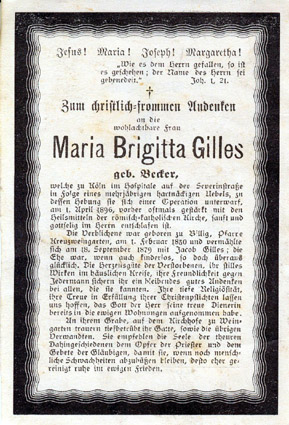 Jesus! Maria! Joseph! Margaretha!
„Wie es dem Herrn gefallen, so ist
es geschehen; der Name des Herrn sei
gebenedeit.“ Job. 1, 21.
†
Zum christlich-frommen Andenken
an die
wohlachtbare Frau
Maria Brigitta Gilles
geb. Becker,
welche zu Köln im Hospitale auf der Severinstraße
in Folge eines mehrjährigen hartnäckigen Uebels, zu
dessen Hebung sie sich einer Operation unterwarf,
am 1. April 1896, vorher oftmals gestärkt mit den
Heilsmitteln der römisch-katholischen Kirche, sanft und
gottselig im Herrn entschlafen ist.
Die Verblichene war geboren zu Billig, Pfarre
Kreuzweingarten, am 1. Februar 1850 und vermählte
sich am 18. September 1879 mit Jacob Gilles; die
Ehe war, wenn auch kinderlos, so doch überaus
glücklich. Die Herzensgüte der Verstorbenen, ihr stilles
Wirken im häuslichen Kreise, ihre Freundlichkeit gegen
Jedermann sichern ihr ein ehrendes Andenken bei
allen, die sie kannten. Ihre tiefe Religiösität,
ihre Treue in Erfüllung ihrer Christenpflichten lassen
uns hoffen, das Gott der Herr seine treue Dienerin
bereits in die ewigen Wohnungen aufgenommen habe.
An ihrem Grabe, auf dem Kirchhofe zu Wein-
garten trauern tiefbetrübt ihr Gatte, sowie die übrigen
Verwandten. Sie empfehlen die Seele der theuren
Dahingeschiedenen dem Opfer der Priester und dem
Gebete der Gläubigen, damit sie, wenn noch mensch-
liche Schwachheiten abzubüßen bleiben, desto eher ge-
langt ruhe im ewigen Frieden.